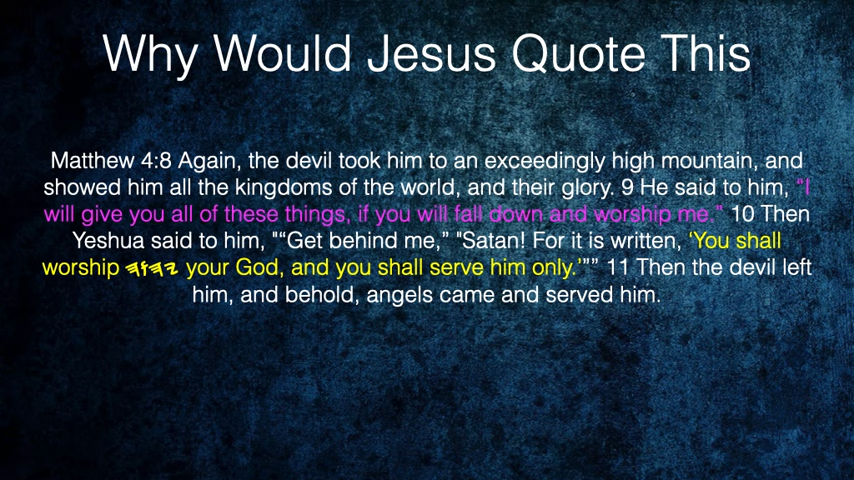 Why Would Jesus Quote This
Matthew 4:8 Again, the devil took him to an exceedingly high mountain, and
showed him all the kingdoms of the world, and their glory. 9 He said to him, “I
will give you all of these things, if you will fall down and worship me.” 10 Then
Yeshua said to him, "“Get behind me,” "Satan! For it is written, ‘You shall
worship 𐤉𐤄𐤅𐤄 your God, and you shall serve him only.’”” 11 Then the devil left
him, and behold, angels came and served him.